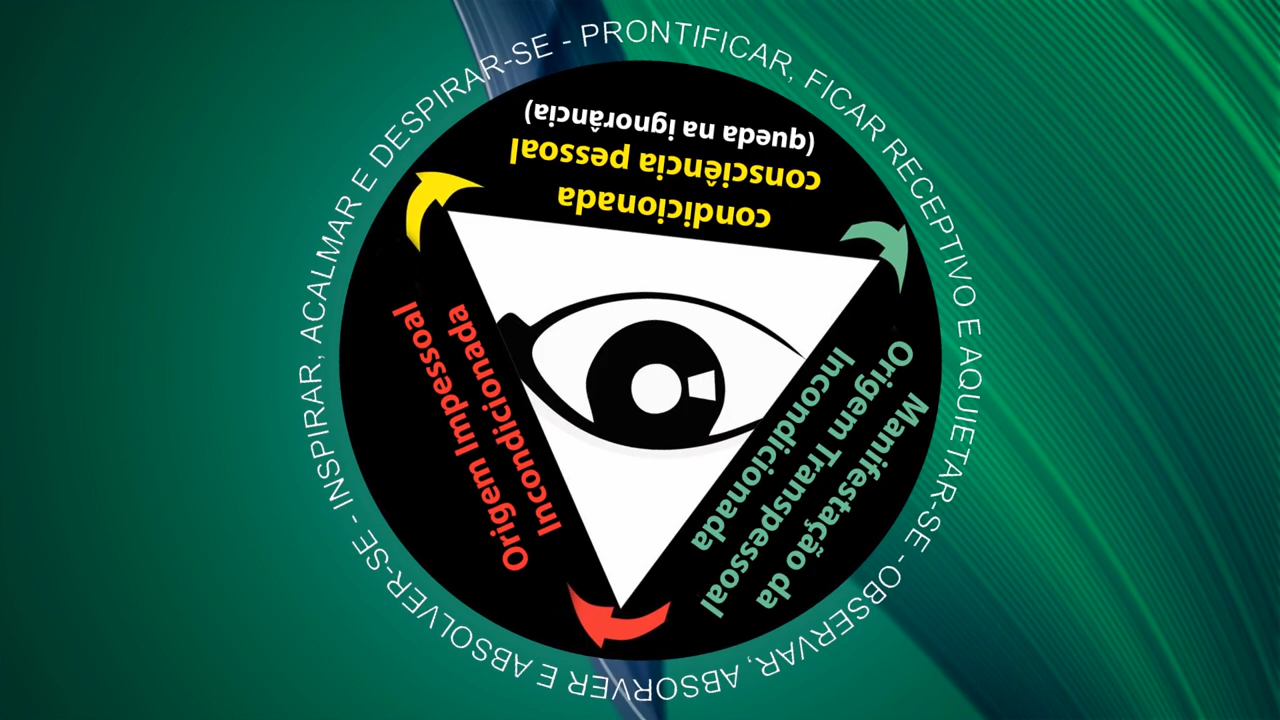 INSPIRAR, ACALMAR E DESPIRAR-SE - PRONTIFICAR, FICAR RECEPTIVO E AQUIETAR-SE - OBSERVAR, ABSORVER E ABSOLVER-SE -
condicionada
consciência pessoal
(queda na ignorância)
Origem Impessoal
Incondicionada
Manifestação da
Origem Transpessoal
Incondicionada